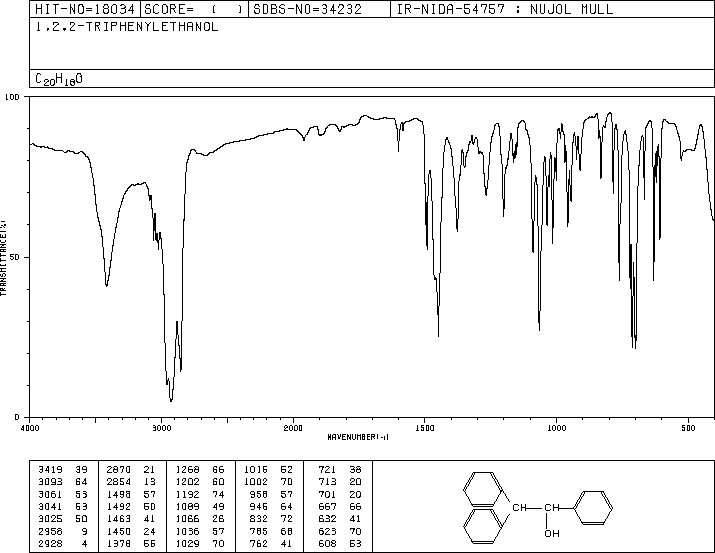 HIT-NO=18034 SCORE= ( ) SDBS-NO=34232 IR-NIDA-54757 : NUJOL MULL
1,2,2-TRIPHENYLETHANOL
C20H18O
100
50
0
TRANSMITTANCE(%)
4000 3000 2000 1500 1000 500
WAVENUMBER(-1)
3419 39 2870 21 1268 66 1016 52 721 38
3093 64 2854 13 1202 60 1002 70 713 20
3061 53 1498 57 1192 74 958 57 701 20
3041 53 1492 50 1089 49 945 54 667 66
3025 50 1463 41 1066 26 832 72 632 41
2958 9 1450 24 1036 57 785 68 623 70
2928 4 1378 55 1029 70 762 41 608 53
CH CH
OH